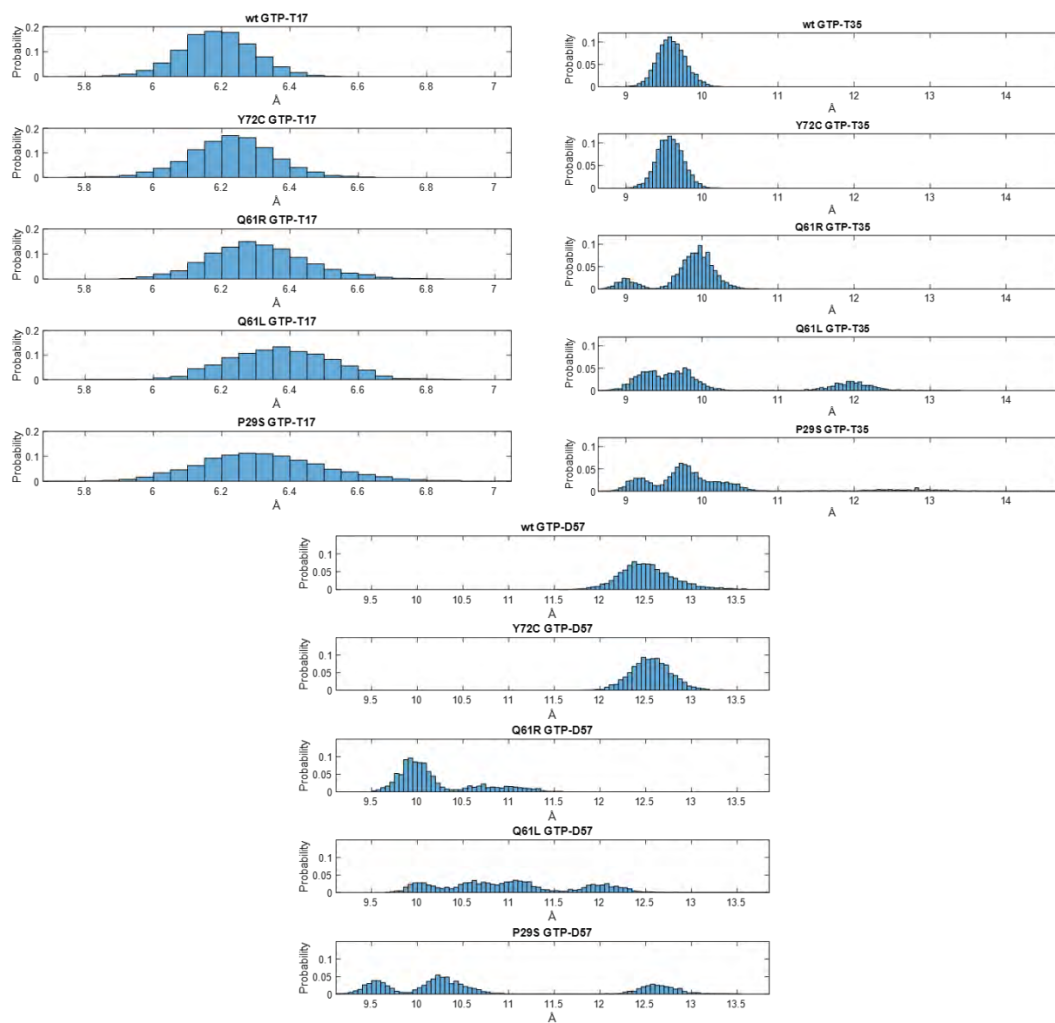 wt GTP-T17
Probability
0.2
0.1
0
5.8 6 6.2 6.4 6.6 6.8 7
Å
Y72C GTP-T17
Probability
0.2
0.1
0
5.8 6 6.2 6.4 6.6 6.8 7
Å
Q61R GTP-T17
Probability
0.2
0.1
0
5.8 6 6.2 6.4 6.6 6.8 7
Å
Q61L GTP-T17
Probability
0.2
0.1
0
5.8 6 6.2 6.4 6.6 6.8 7
Å
P29S GTP-T17
Probability
0.2
0.1
0
5.8 6 6.2 6.4 6.6 6.8 7
Å
wt GTP-T35
Probability
0.1
0.05
0
9 10 11 12 13 14
Å
Y72C GTP-T35
Probability
0.1
0.05
0
9 10 11 12 13 14
Å
Q61R GTP-T35
Probability
0.1
0.05
0
9 10 11 12 13 14
Å
Q61L GTP-T35
Probability
0.1
0.05
0
9 10 11 12 13 14
Å
P29S GTP-T35
Probability
0.1
0.05
0
9 10 11 12 13 14
Å
wt GTP-D57
Probability
0.1
0.05
0
9.5 10 10.5 11 11.5 12 12.5 13 13.5
Å
Y72C GTP-D57
Probability
0.1
0.05
0
9.5 10 10.5 11 11.5 12 12.5 13 13.5
Å
Q61R GTP-D57
Probability
0.1
0.05
0
9.5 10 10.5 11 11.5 12 12.5 13 13.5
Å
Q61L GTP-D57
Probability
0.1
0.05
0
9.5 10 10.5 11 11.5 12 12.5 13 13.5
Å
P29S GTP-D57
Probability
0.1
0.05
0
9.5 10 10.5 11 11.5 12 12.5 13 13.5
Å